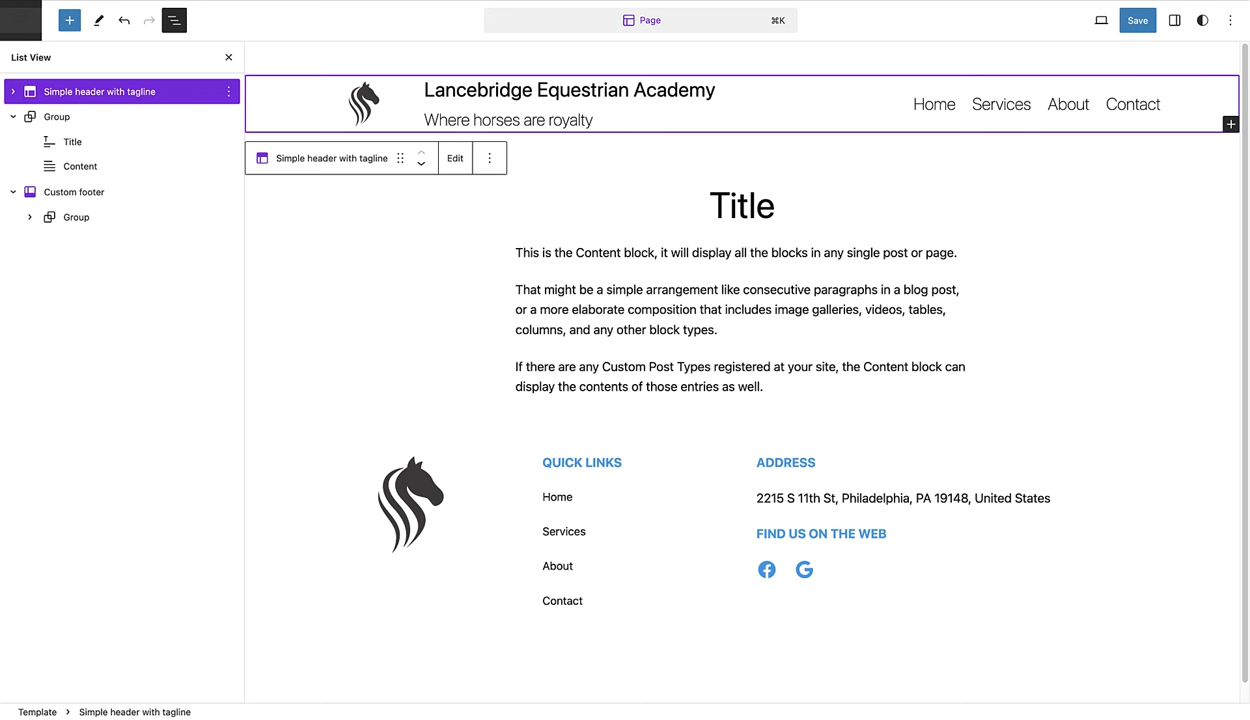 Page
⌘K
Save
List View
Simple header with tagline
Group
Title
Content
Custom footer
Group
Lancebridge Equestrian Academy
Where horses are royalty
Home Services About Contact
Simple header with tagline
Edit
Title
This is the Content block, it will display all the blocks in any single post or page.
That might be a simple arrangement like consecutive paragraphs in a blog post,
or a more elaborate composition that includes image galleries, videos, tables,
columns, and any other block types.
If there are any Custom Post Types registered at your site, the Content block can
display the contents of those entries as well.
QUICK LINKS
Home
Services
About
Contact
ADDRESS
2215 S 11th St, Philadelphia, PA 19148, United States
FIND US ON THE WEB
Template > Simple header with tagline